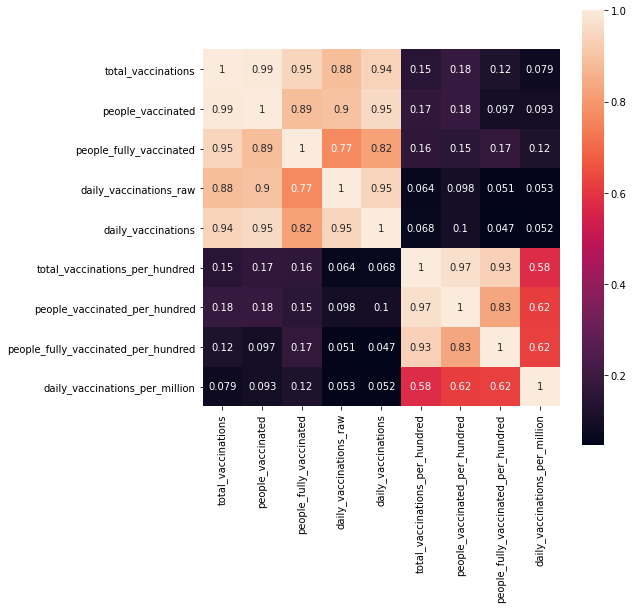 total_vaccinations 1 0.99 0.95 0.88 0.94 0.15 0.18 0.12 0.079
people_vaccinated 0.99 1 0.89 0.9 0.95 0.17 0.18 0.097 0.093
people_fully_vaccinated 0.95 0.89 1 0.77 0.82 0.16 0.15 0.17 0.12
daily_vaccinations_raw 0.88 0.9 0.77 1 0.95 0.064 0.098 0.051 0.053
daily_vaccinations 0.94 0.95 0.82 0.95 1 0.068 0.1 0.047 0.052
total_vaccinations_per_hundred 0.15 0.17 0.16 0.064 0.068 1 0.97 0.93 0.58
people_vaccinated_per_hundred 0.18 0.18 0.15 0.098 0.1 0.97 1 0.83 0.62
people_fully_vaccinated_per_hundred 0.12 0.097 0.17 0.051 0.047 0.93 0.83 1 0.62
daily_vaccinations_per_million 0.079 0.093 0.12 0.053 0.052 0.58 0.62 0.62 1
total_vaccinations
people_vaccinated
people_fully_vaccinated
daily_vaccinations_raw
daily_vaccinations
total_vaccinations_per_hundred
people_vaccinated_per_hundred
people_fully_vaccinated_per_hundred
daily_vaccinations_per_million
1.0
0.8
0.6
0.4
0.2